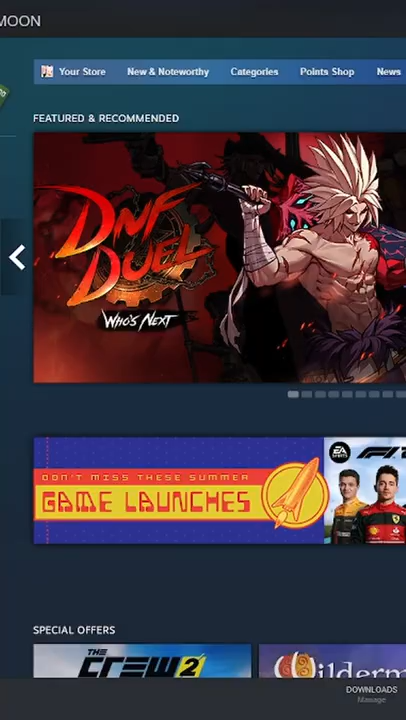 MOON
Your Store New & Noteworthy Categories Points Shop News
FEATURED & RECOMMENDED
DNF
DUEL
WHO'S NEXT
DON'T MISS THESE SUMMER
GAME LAUNCHES
EA
SPORTS
F1
SPECIAL OFFERS
THE
CREW 2
Wilderm
DOWNLOADS
Manage